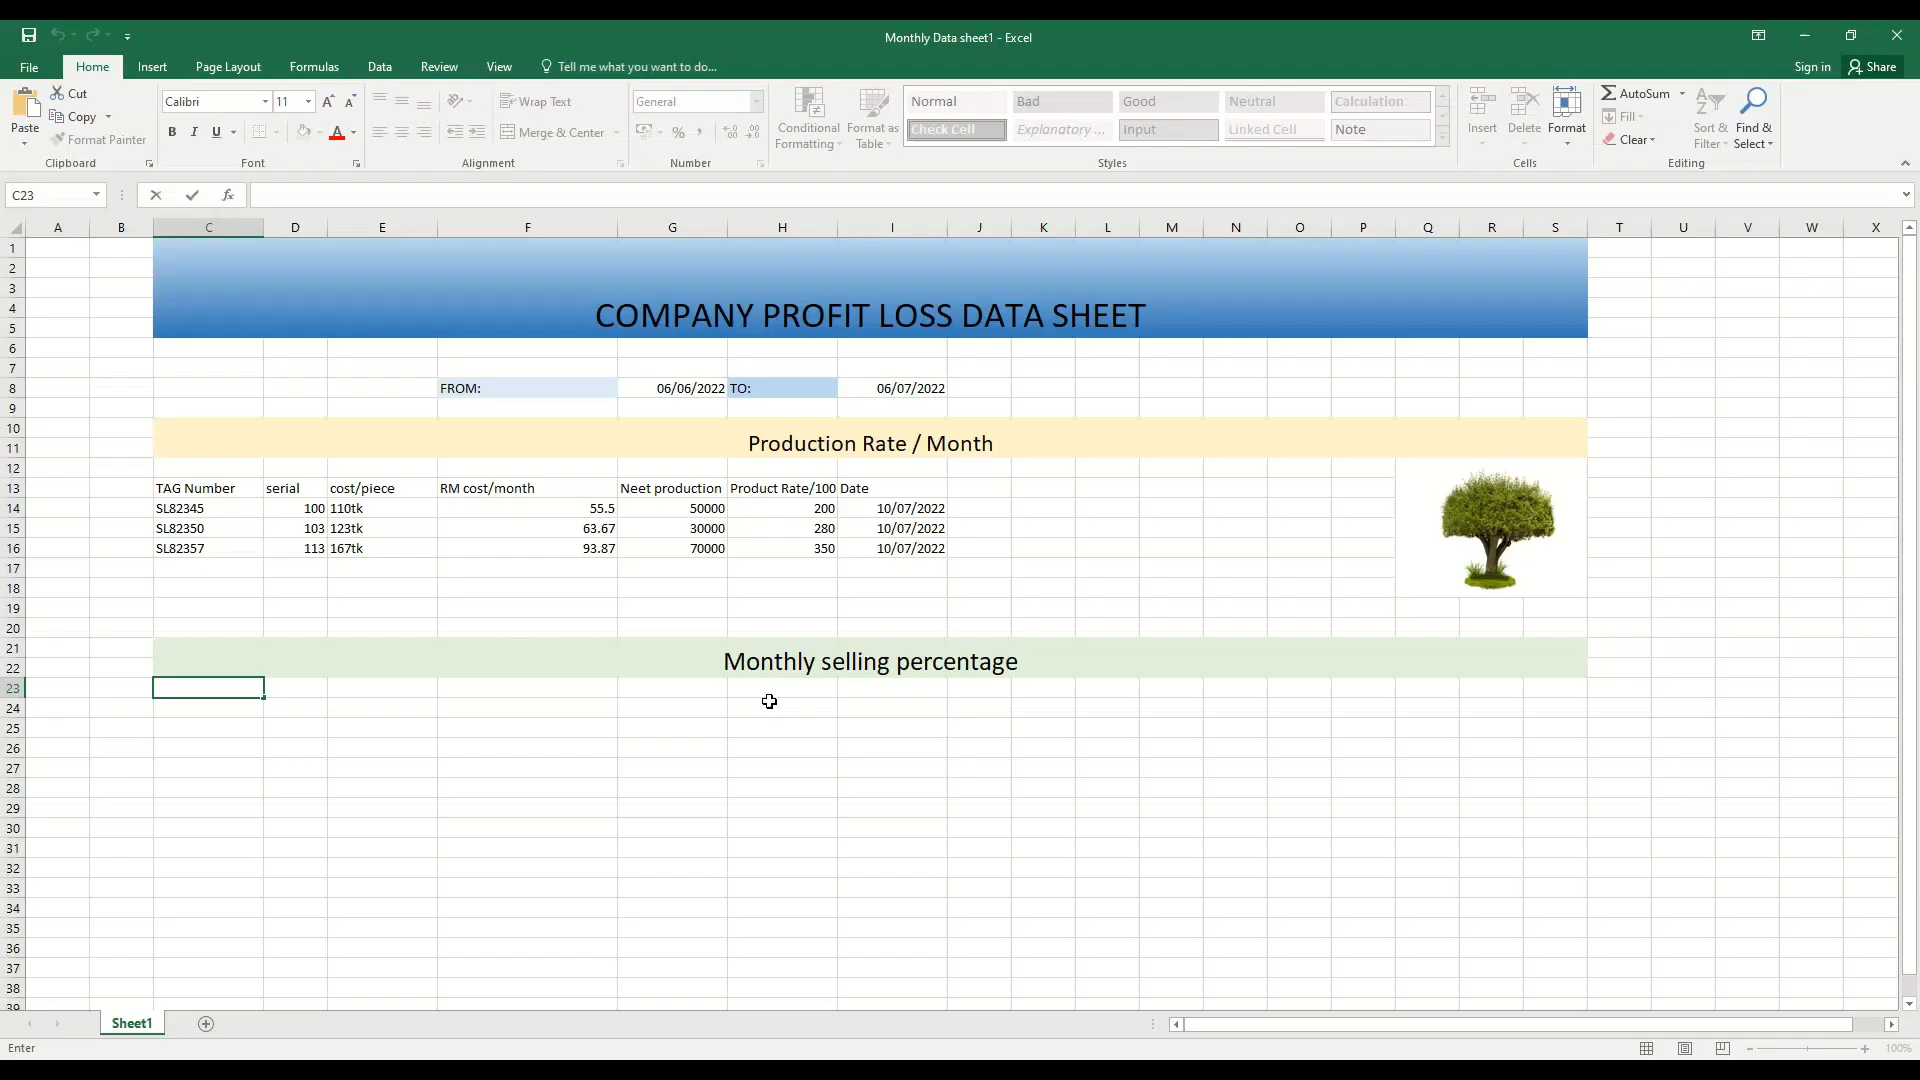 Monthly Data sheet1 - Excel
File Home Insert Page Layout Formulas Data Review View Tell me what you want to do... Sign in Share
Paste Cut Copy Format Painter Clipboard
Calibri 11 A A B I U A Font
Wrap Text Merge & Center Alignment
General % Number
Conditional Formatting Format as Table
Normal Bad Good Neutral Calculation
Check Cell Explanatory ... Input Linked Cell Note
Styles
Insert Delete Format Cells
AutoSum Fill Clear Sort & Filter Find & Select Editing
C23 fx
A B C D E F G H I J K L M N O P Q R S T U V W X
1
2
3
4 COMPANY PROFIT LOSS DATA SHEET
5
6
7
8 FROM: 06/06/2022 TO: 06/07/2022
9
10
11 Production Rate / Month
12
13 TAG Number serial cost/piece RM cost/month Neet production Product Rate/100 Date
14 SL82345 100 110tk 55.5 50000 200 10/07/2022
15 SL82350 103 123tk 63.67 30000 280 10/07/2022
16 SL82357 113 167tk 93.87 70000 350 10/07/2022
17
18
19
20
21
22 Monthly selling percentage
23
24
25
26
27
28
29
30
31
32
33
34
35
36
37
38
39
Sheet1
Enter 100%